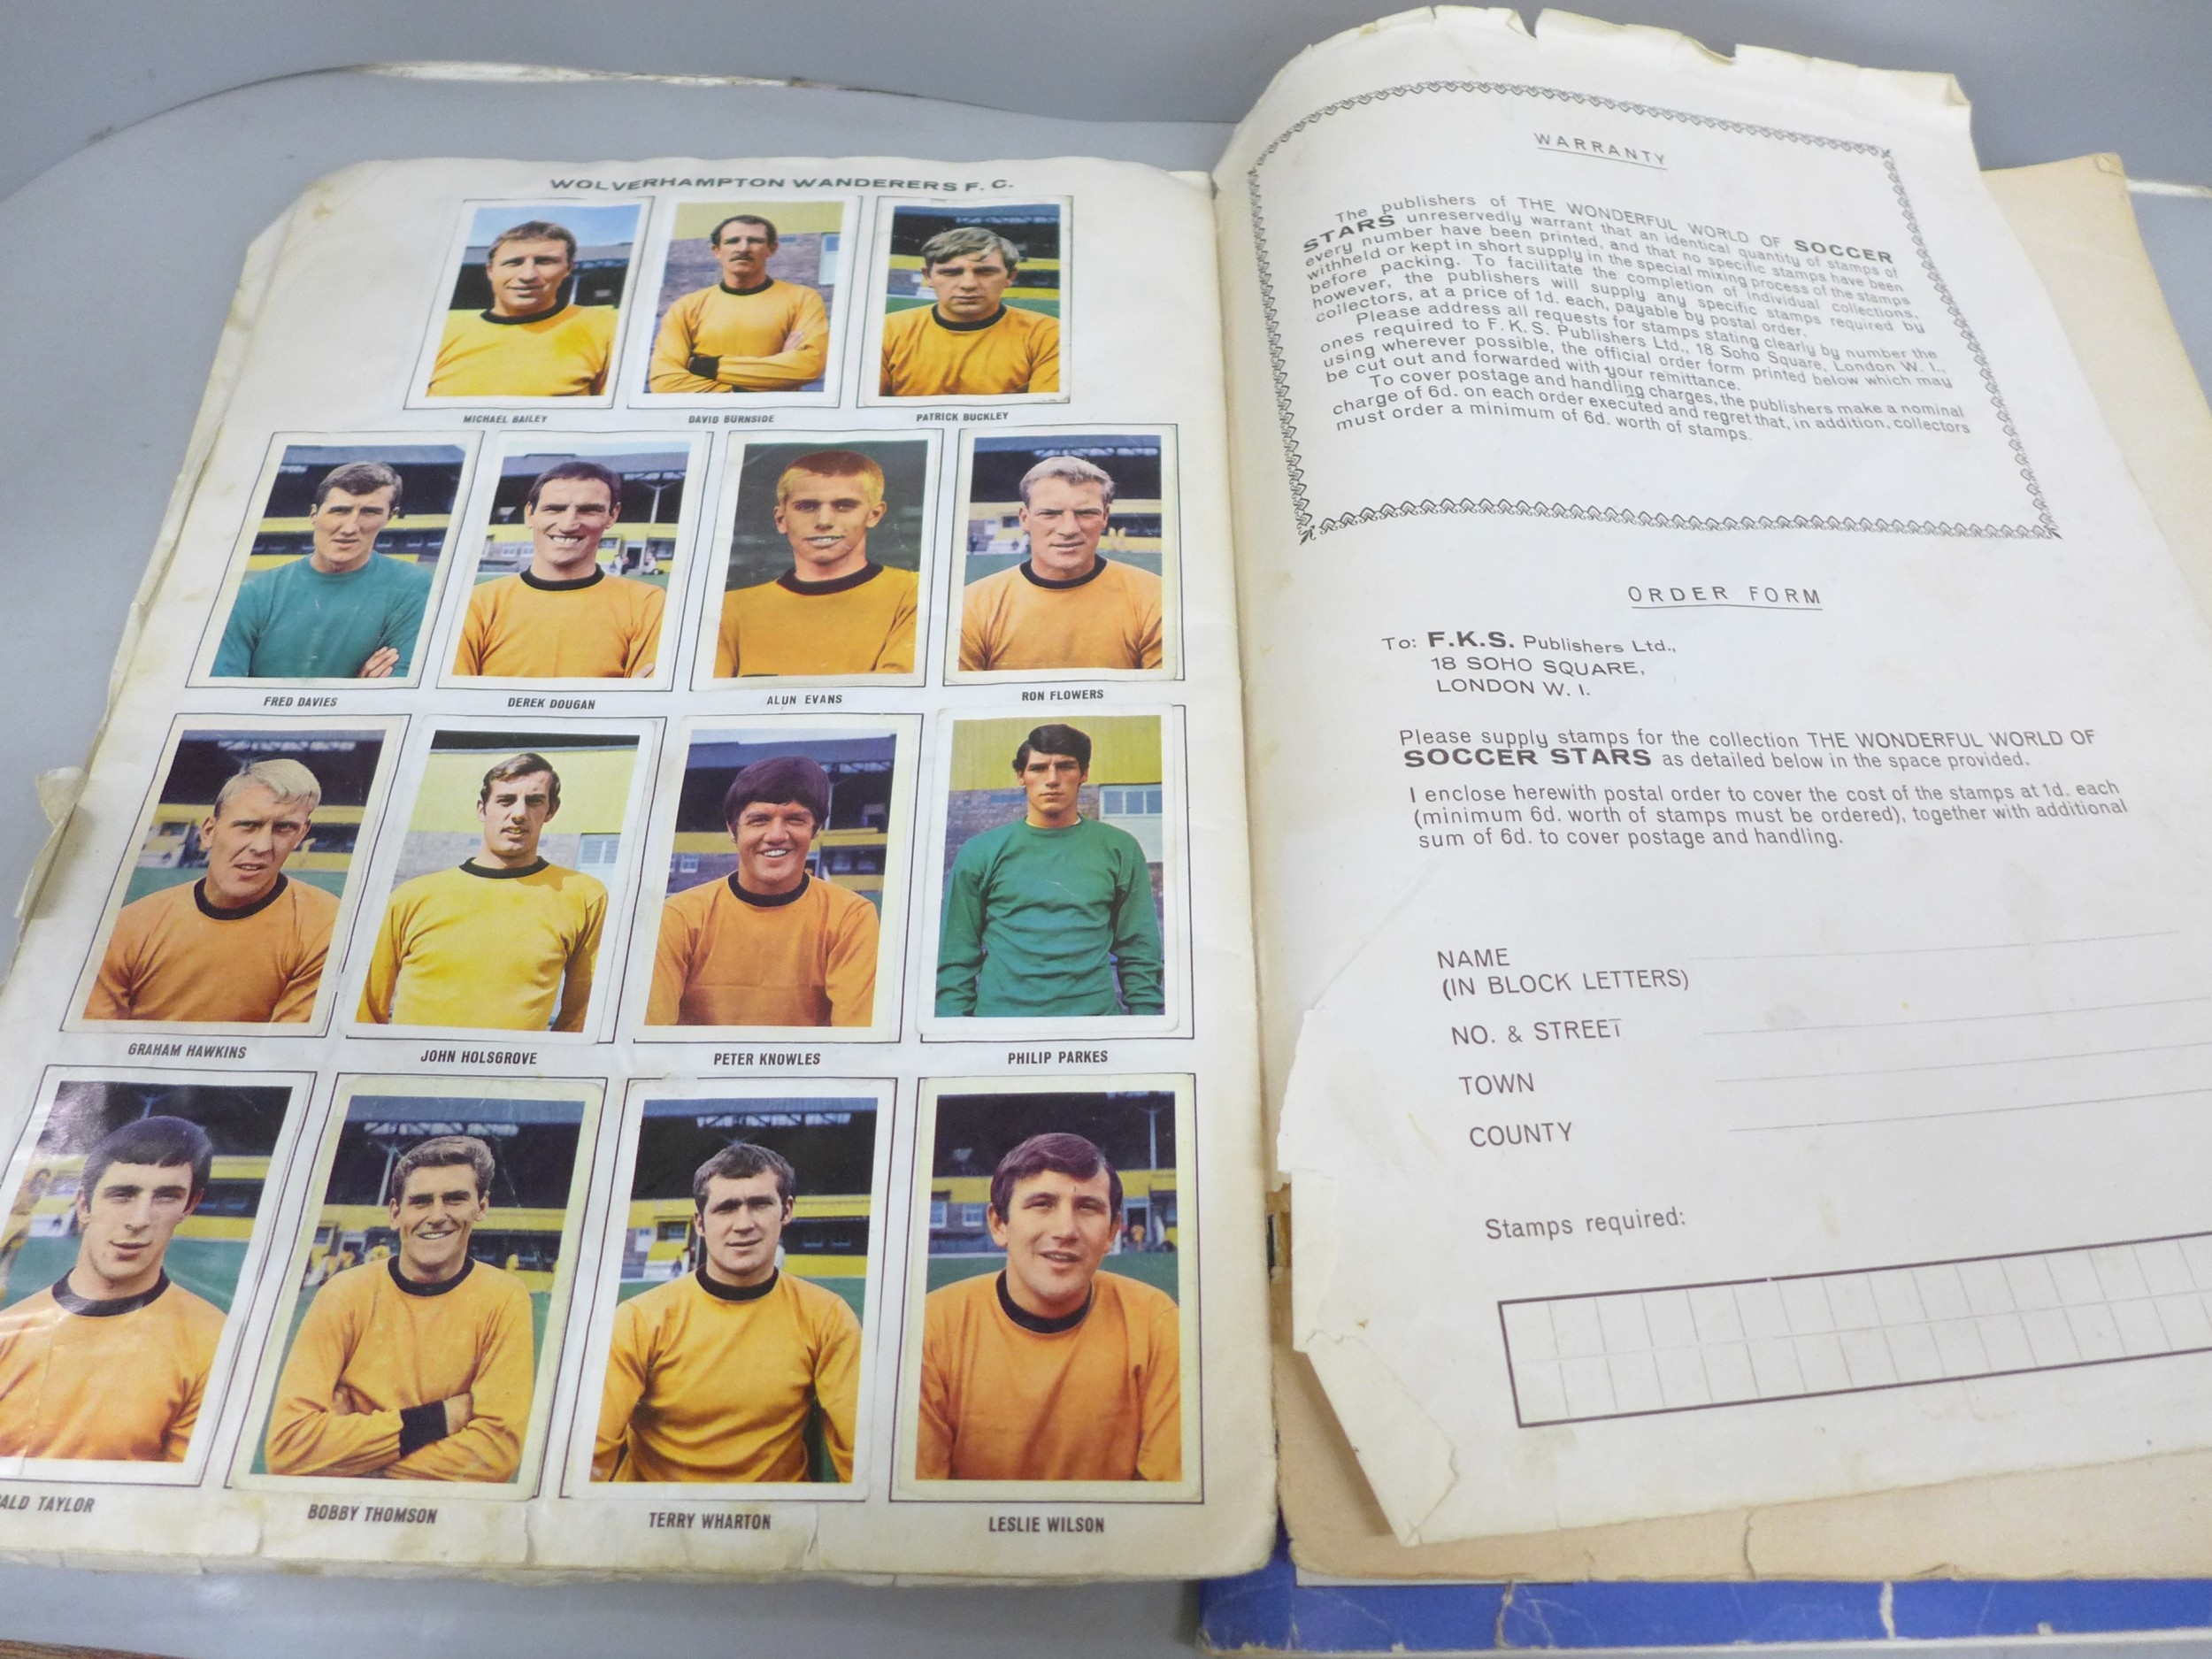 WOLVERHAMPTON WANDERERS F. C.
MICHAEL BAILEY
DAVID BURNSIDE
PATRICK BUCKLEY
FRED DAVIES
DEREK DOUGAN
ALUN EVANS
RON FLOWERS
GRAHAM HAWKINS
JOHN HOLSGROVE
PETER KNOWLES
PHILIP PARKES
ALD TAYLOR
BOBBY THOMSON
TERRY WHARTON
LESLIE WILSON
WARRANTY
The publishers of THE WONDERFUL WORLD OF SOCCER
STARS unreservedly warrant that an identical quantity of stamps of
every number have been printed, and that no specific stamps have been
withheld or kept in short supply in the special mixing process of the stamps
before packing. To facilitate the completion of individual collections,
however, the publishers will supply any specific stamps required by
collectors, at a price of 1d. each, payable by postal order.
Please address all requests for stamps stating clearly by number the
ones required to F. K. S. Publishers Ltd., 18 Soho Square, London W. I.,
using wherever possible, the official order form printed below which may
be cut out and forwarded with your remittance.
To cover postage and handling charges, the publishers make a nominal
charge of 6d. on each order executed and regret that, in addition, collectors
must order a minimum of 6d. worth of stamps.
ORDER FORM
To: F.K.S. Publishers Ltd.,
18 SOHO SQUARE,
LONDON W. I.
Please supply stamps for the collection THE WONDERFUL WORLD OF
SOCCER STARS as detailed below in the space provided.
I enclose herewith postal order to cover the cost of the stamps at 1d. each
(minimum 6d. worth of stamps must be ordered), together with additional
sum of 6d. to cover postage and handling.
NAME
(IN BLOCK LETTERS)
NO. & STREET
TOWN
COUNTY
Stamps required: